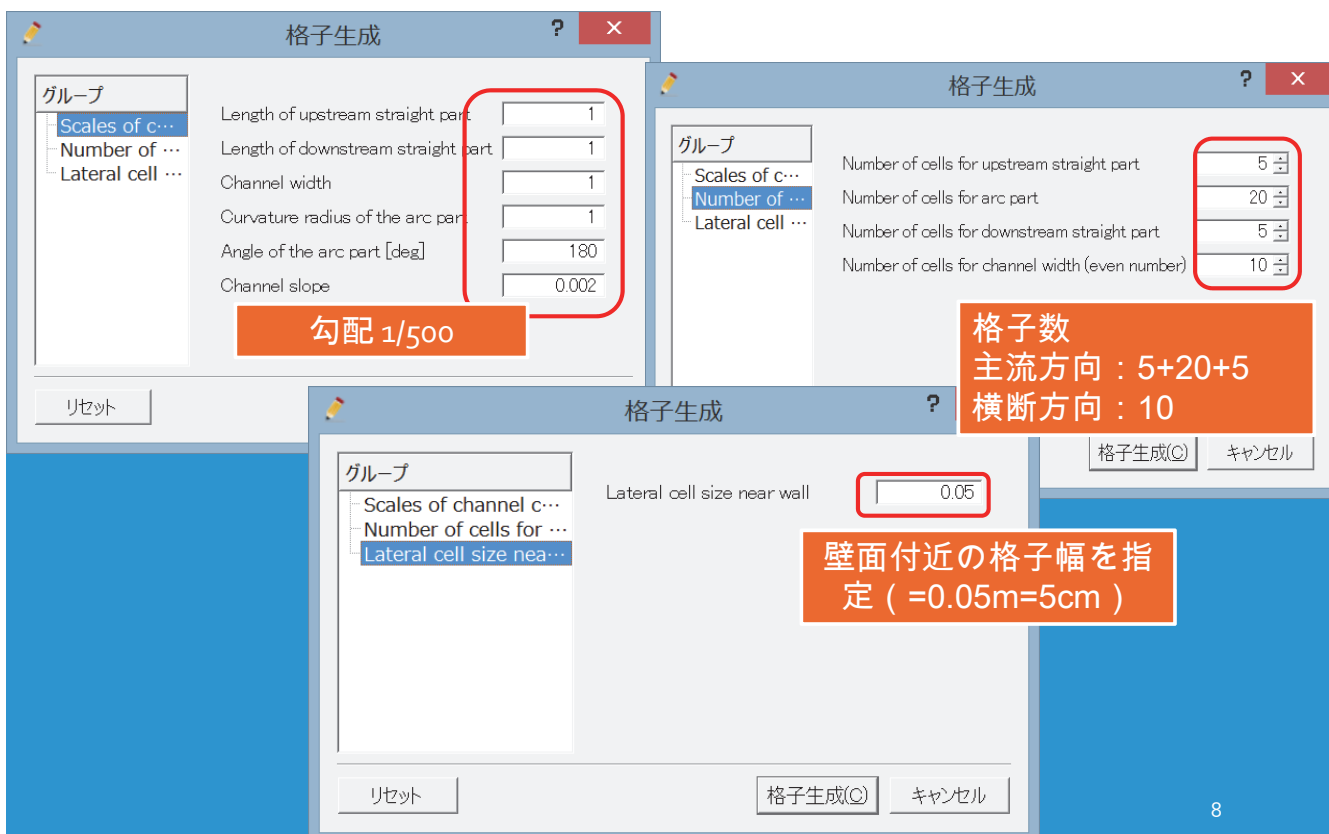 格子生成
?
×
グループ
Scales of c…
Number of …
Lateral cell …
Length of upstream straight part 1
Length of downstream straight part 1
Channel width 1
Curvature radius of the arc part 1
Angle of the arc part [deg] 180
Channel slope 0.002
勾配 1/500
リセット
格子生成
?
×
グループ
Scales of c…
Number of …
Lateral cell …
Number of cells for upstream straight part 5
Number of cells for arc part 20
Number of cells for downstream straight part 5
Number of cells for channel width (even number) 10
格子数
主流方向：5+20+5
横断方向：10
格子生成(C)
キャンセル
格子生成
?
グループ
Scales of channel c…
Number of cells for …
Lateral cell size nea…
Lateral cell size near wall 0.05
壁面付近の格子幅を指
定（=0.05m=5cm）
リセット
格子生成(C)
キャンセル
8